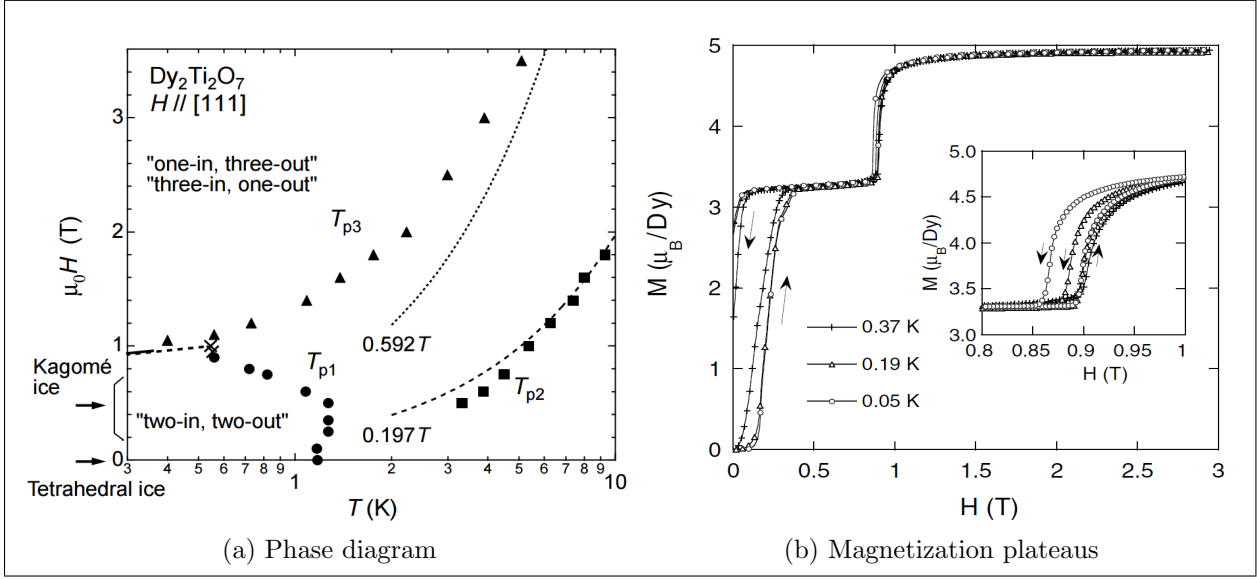 Dy₂Ti₂O₇
H // [111]
"one-in, three-out"
"three-in, one-out"
Tp3
0.592T
Tp1
Tp2
"two-in, two-out"
0.197T
μ₀H (T)
3
2
1
0
Kagomé
ice
Tetrahedral ice
3 4 5 6 7 8 9 1 2 3 4 5 6 7 8 9 10
T (K)
(a) Phase diagram
M (μB/Dy)
5
4
3
2
1
0
0 0.5 1 1.5 2 2.5 3
H (T)
0.37 K
0.19 K
0.05 K
M (μB/Dy)
5.0
4.5
4.0
3.5
3.0
0.8 0.85 0.9 0.95 1
H (T)
(b) Magnetization plateaus